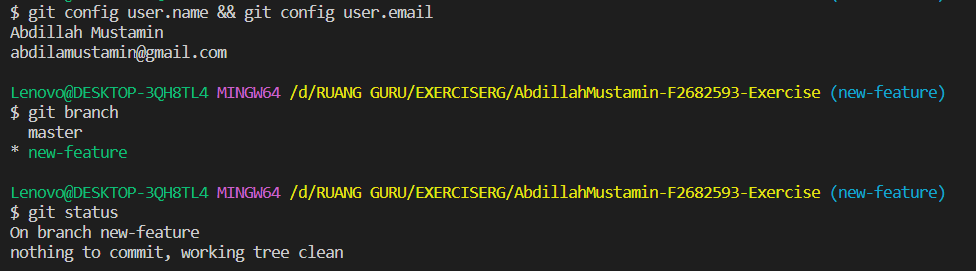 $ git config user.name && git config user.email
Abdillah Mustamin
abdilamustamin@gmail.com
Lenovo@DESKTOP-3QH8TL4 MINGW64 /d/RUANG GURU/EXERCISERG/AbdillahMustamin-F2682593-Exercise (new-feature)
$ git branch
  master
* new-feature
Lenovo@DESKTOP-3QH8TL4 MINGW64 /d/RUANG GURU/EXERCISERG/AbdillahMustamin-F2682593-Exercise (new-feature)
$ git status
On branch new-feature
nothing to commit, working tree clean